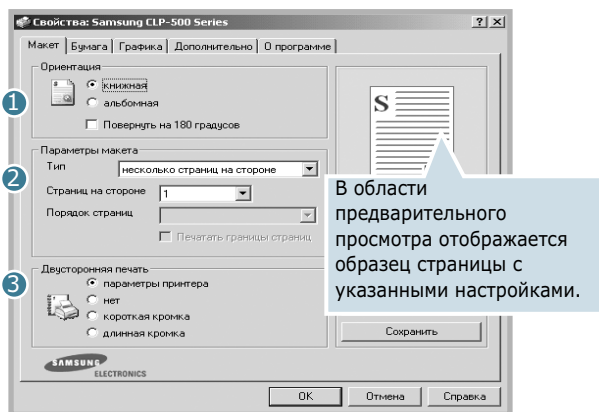 Свойства: Samsung CLP-500 Series
Макет Бумага Графика Дополнительно О программе
Ориентация
1
книжная
альбомная
Повернуть на 180 градусов
S
Параметры макета
2
Тип несколько страниц на стороне
Страниц на стороне 1
Порядок страниц
Печатать границы страниц
В области
предварительного
просмотра отображается
образец страницы с
указанными настройками.
Двусторонняя печать
3
параметры принтера
нет
короткая кромка
длинная кромка
Сохранить
SAMSUNG
ELECTRONICS
OK Отмена Справка